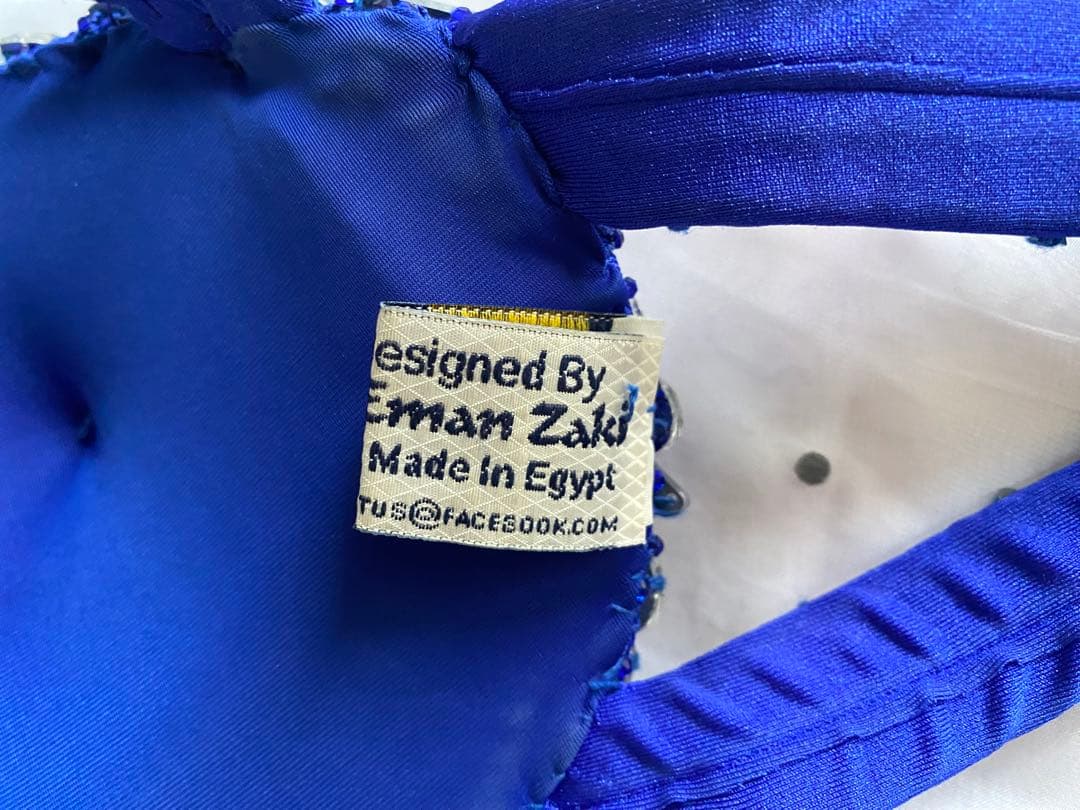 esigned By
Eman Zaki
Made In Egypt
TUS@FACEBOOK.COM